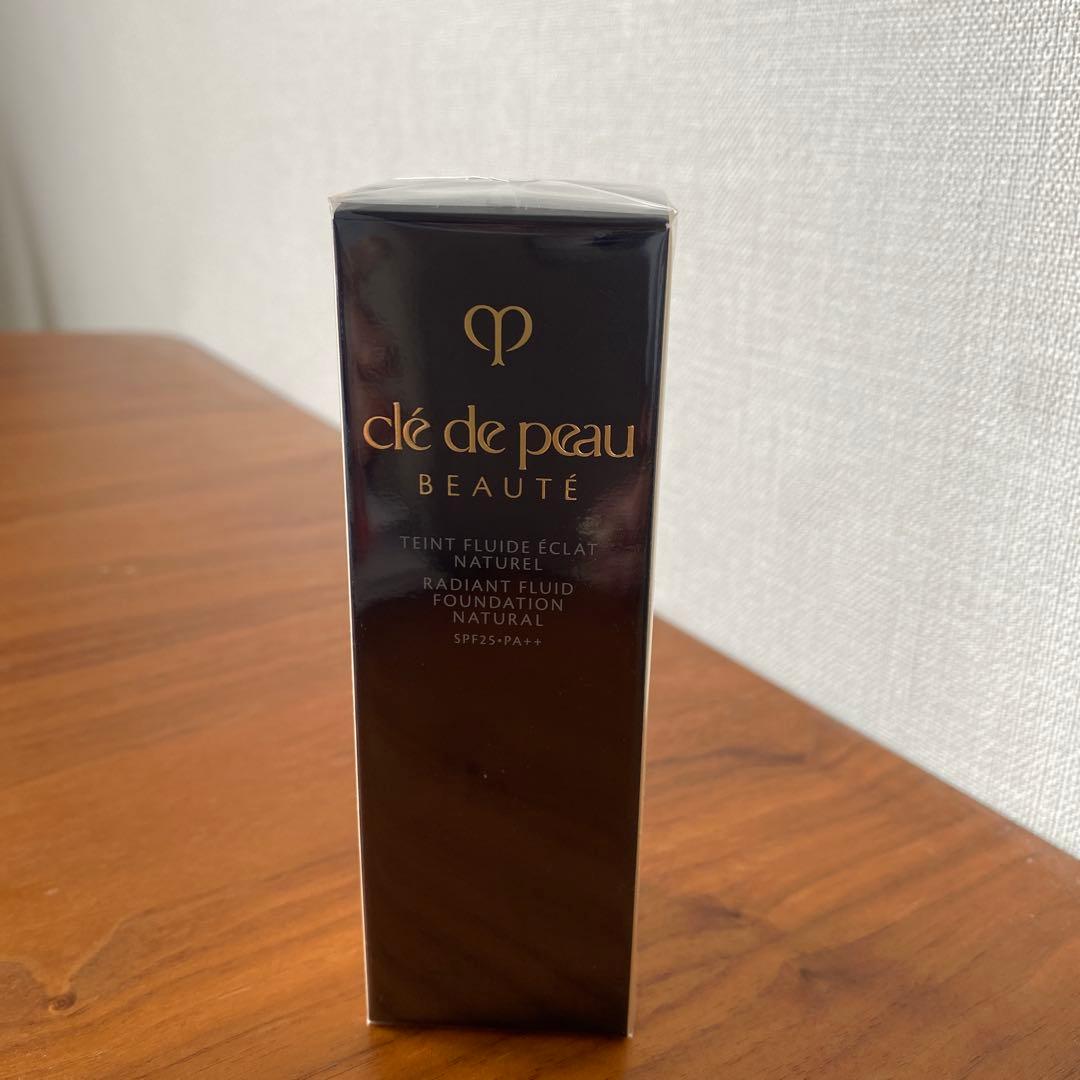 clé de peau
BEAUTÉ
TEINT FLUIDE ÉCLAT
NATUREL
RADIANT FLUID
FOUNDATION
NATURAL
SPF25•PA++